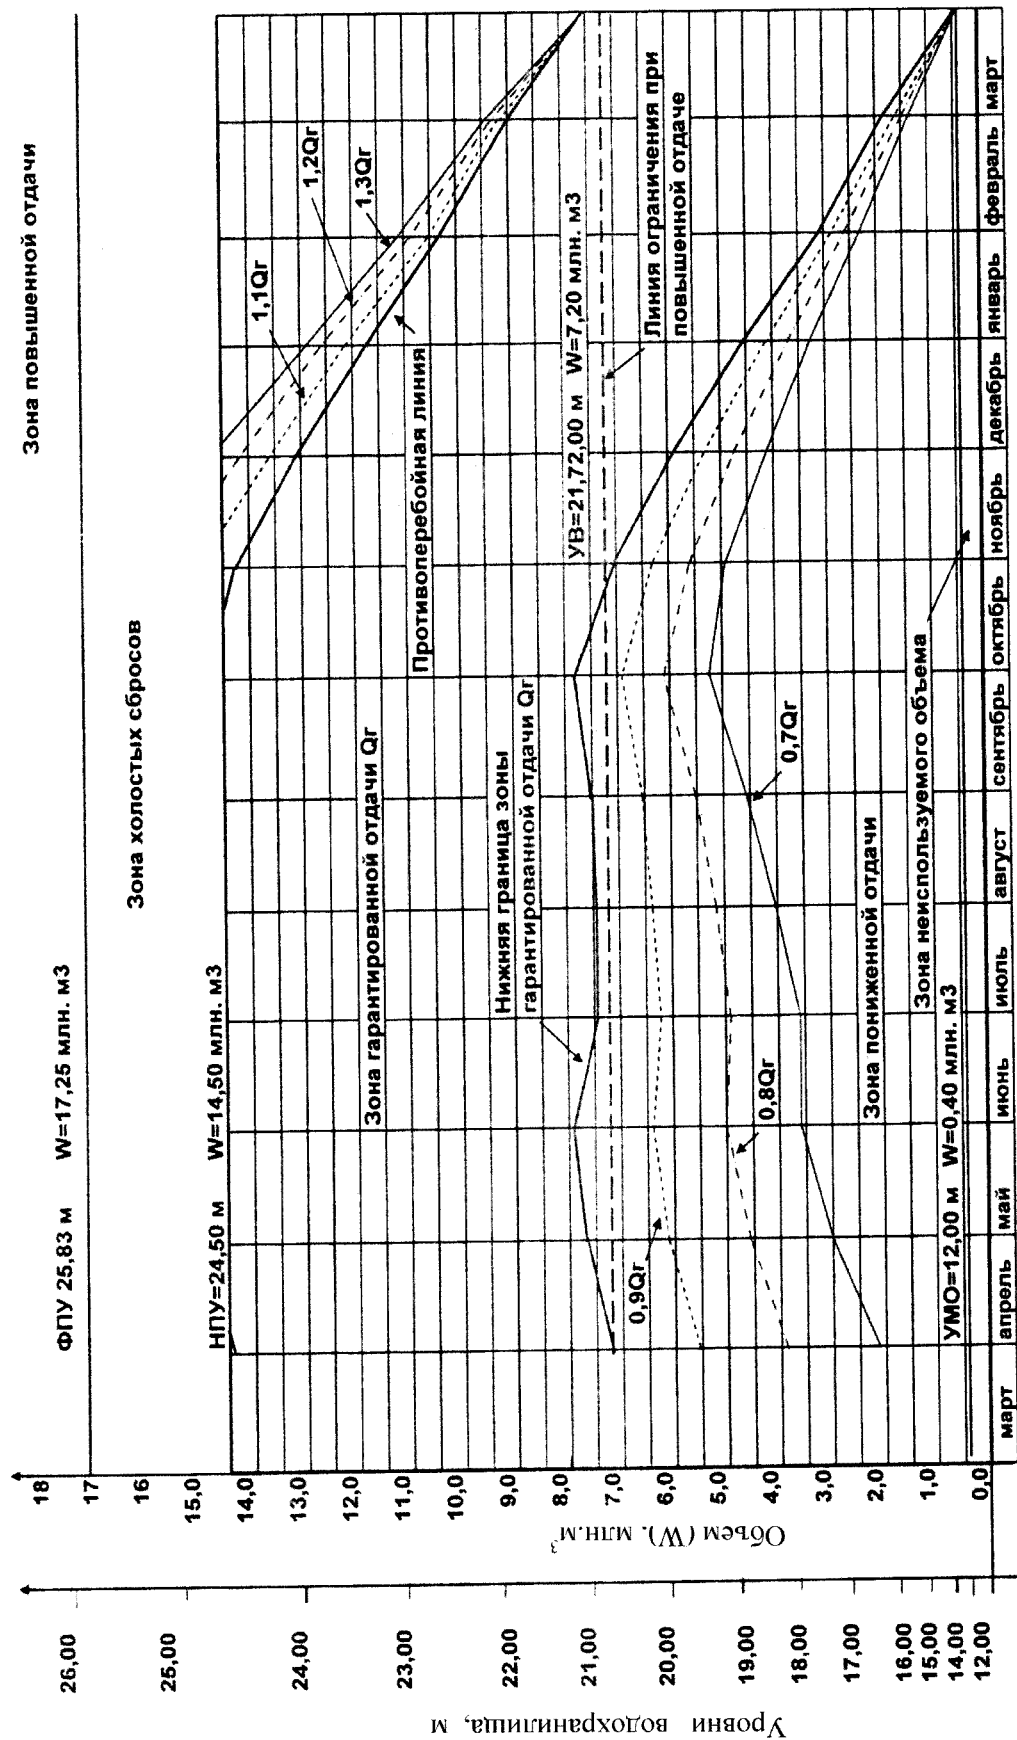 Зона повышенной отдачи
Зона холостых сбросов
ФПУ 25,83 м W=17,25 млн. м3
НПУ=24,50 м W=14,50 млн. м3
1,1Qг
1,2Qг
1,3Qг
Зона гарантированной отдачи Qг
Противоперебойная линия
Нижняя граница зоны
гарантированной отдачи Qг
УВ=21,72,00 м W=7,20 млн. м3
Линия ограничения при
повышенной отдаче
0,9Qг
0,8Qг
0,7Qг
Зона пониженной отдачи
Зона неиспользуемого объема
УМО=12,00 м W=0,40 млн. м3
март
апрель
май
июнь
июль
август
сентябрь
октябрь
ноябрь
декабрь
январь
февраль
март
18
17
16
15,0
14,0
13,0
12,0
11,0
10,0
9,0
8,0
7,0
6,0
5,0
4,0
3,0
2,0
1,0
0,0
Объем (W). млн.м³
26,00
25,00
24,00
23,00
22,00
21,00
20,00
19,00
18,00
17,00
16,00
15,00
14,00
12,00
Уровни водохранилища, м